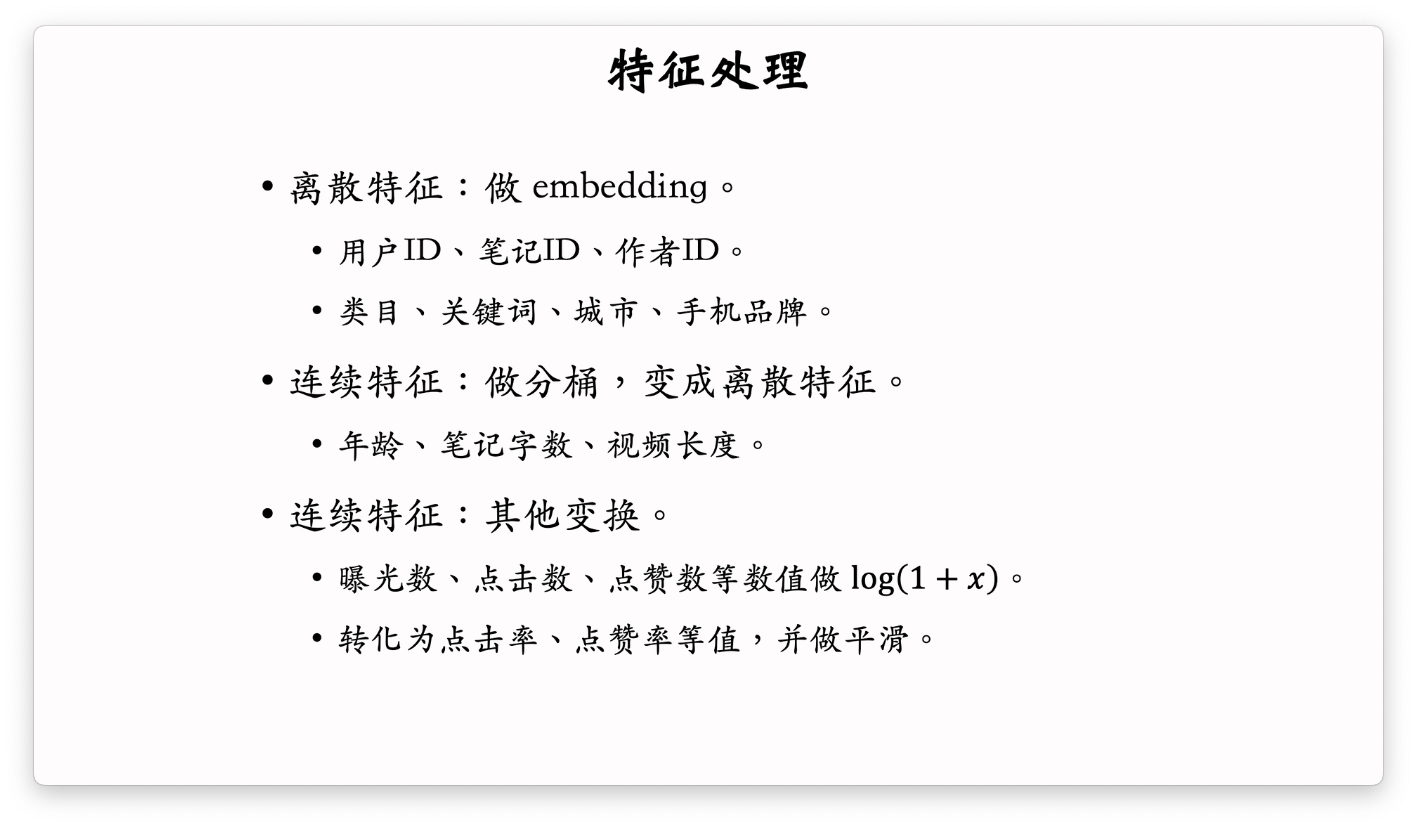 特征处理
• 离散特征：做 embedding。
• 用户ID、笔记ID、作者ID。
• 类目、关键词、城市、手机品牌。
• 连续特征：做分桶，变成离散特征。
• 年龄、笔记字数、视频长度。
• 连续特征：其他变换。
• 曝光数、点击数、点赞数等数值做 log(1 + x)。
• 转化为点击率、点赞率等值，并做平滑。